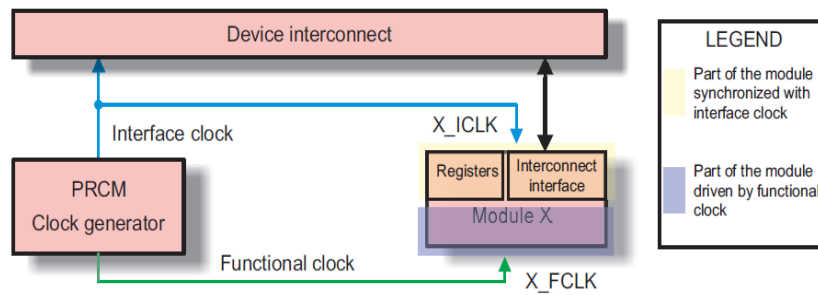 Device interconnect
LEGEND
Part of the module
synchronized with
interface clock
Part of the module
driven by functional
clock
Interface clock
X_ICLK
PRCM
Clock generator
Registers
Interconnect
interface
Module X
Functional clock
X_FCLK